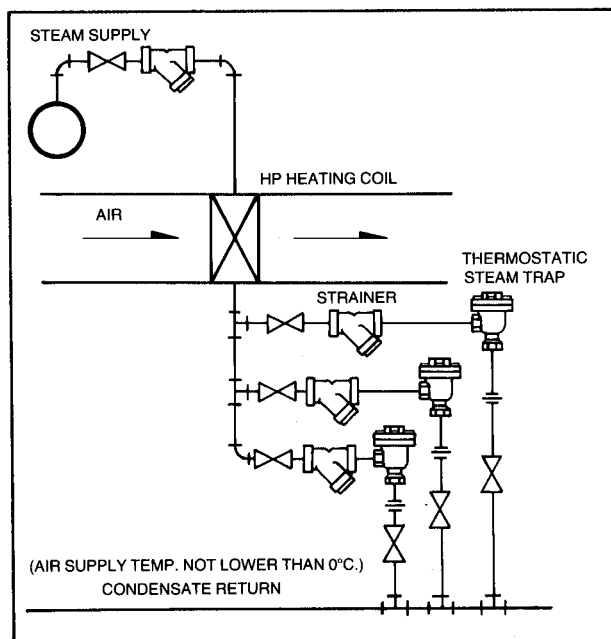 STEAM SUPPLY
HP HEATING COIL
AIR
THERMOSTATIC
STEAM TRAP
STRAINER
(AIR SUPPLY TEMP. NOT LOWER THAN 0°C.)
CONDENSATE RETURN